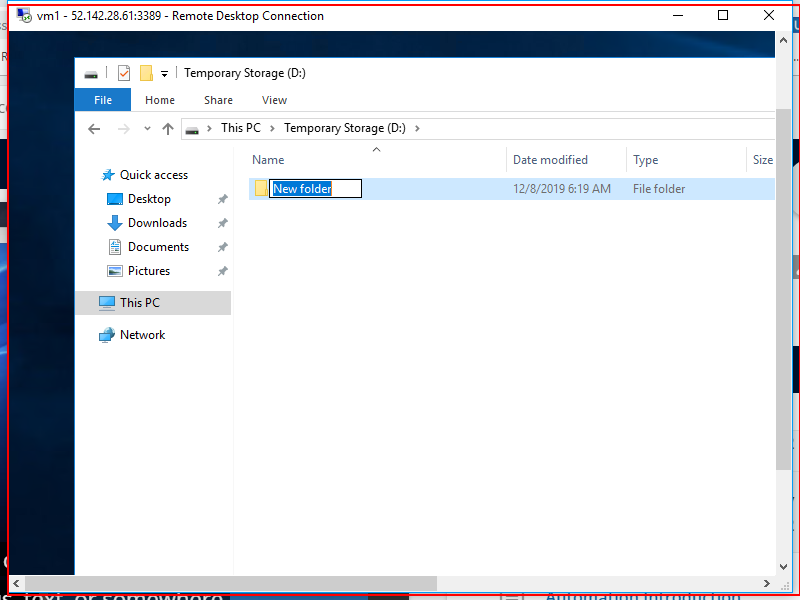 vm1 - 52.142.28.61:3389 - Remote Desktop Connection
Temporary Storage (D:)
File Home Share View
This PC Temporary Storage (D:)
Name Date modified Type Size
New folder 12/8/2019 6:19 AM File folder
Quick access
Desktop
Downloads
Documents
Pictures
This PC
Network